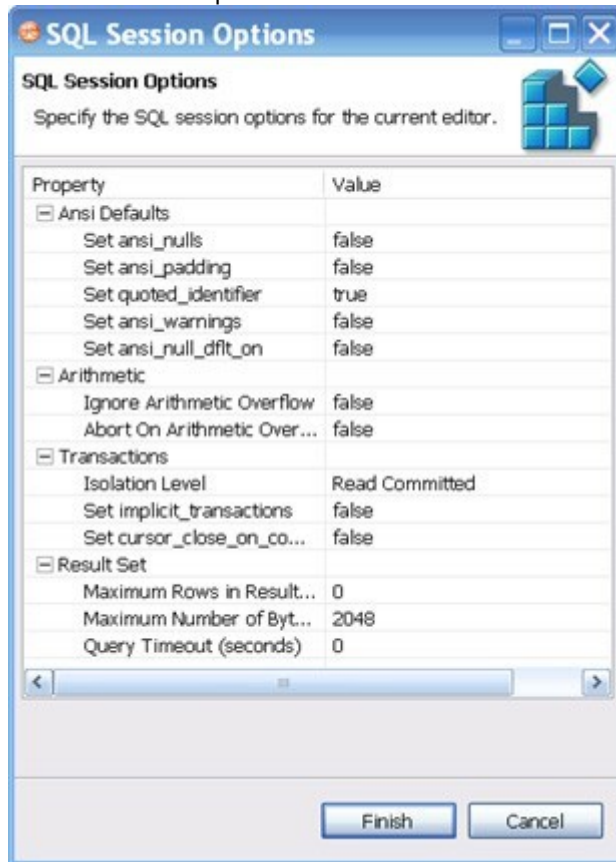 SQL Session Options
SQL Session Options
Specify the SQL session options for the current editor.
Property Value
Ansi Defaults
Set ansi_nulls false
Set ansi_padding false
Set quoted_identifier true
Set ansi_warnings false
Set ansi_null_dflt_on false
Arithmetic
Ignore Arithmetic Overflow false
Abort On Arithmetic Over... false
Transactions
Isolation Level Read Committed
Set implicit_transactions false
Set cursor_close_on_co... false
Result Set
Maximum Rows in Result... 0
Maximum Number of Byt... 2048
Query Timeout (seconds) 0
Finish Cancel